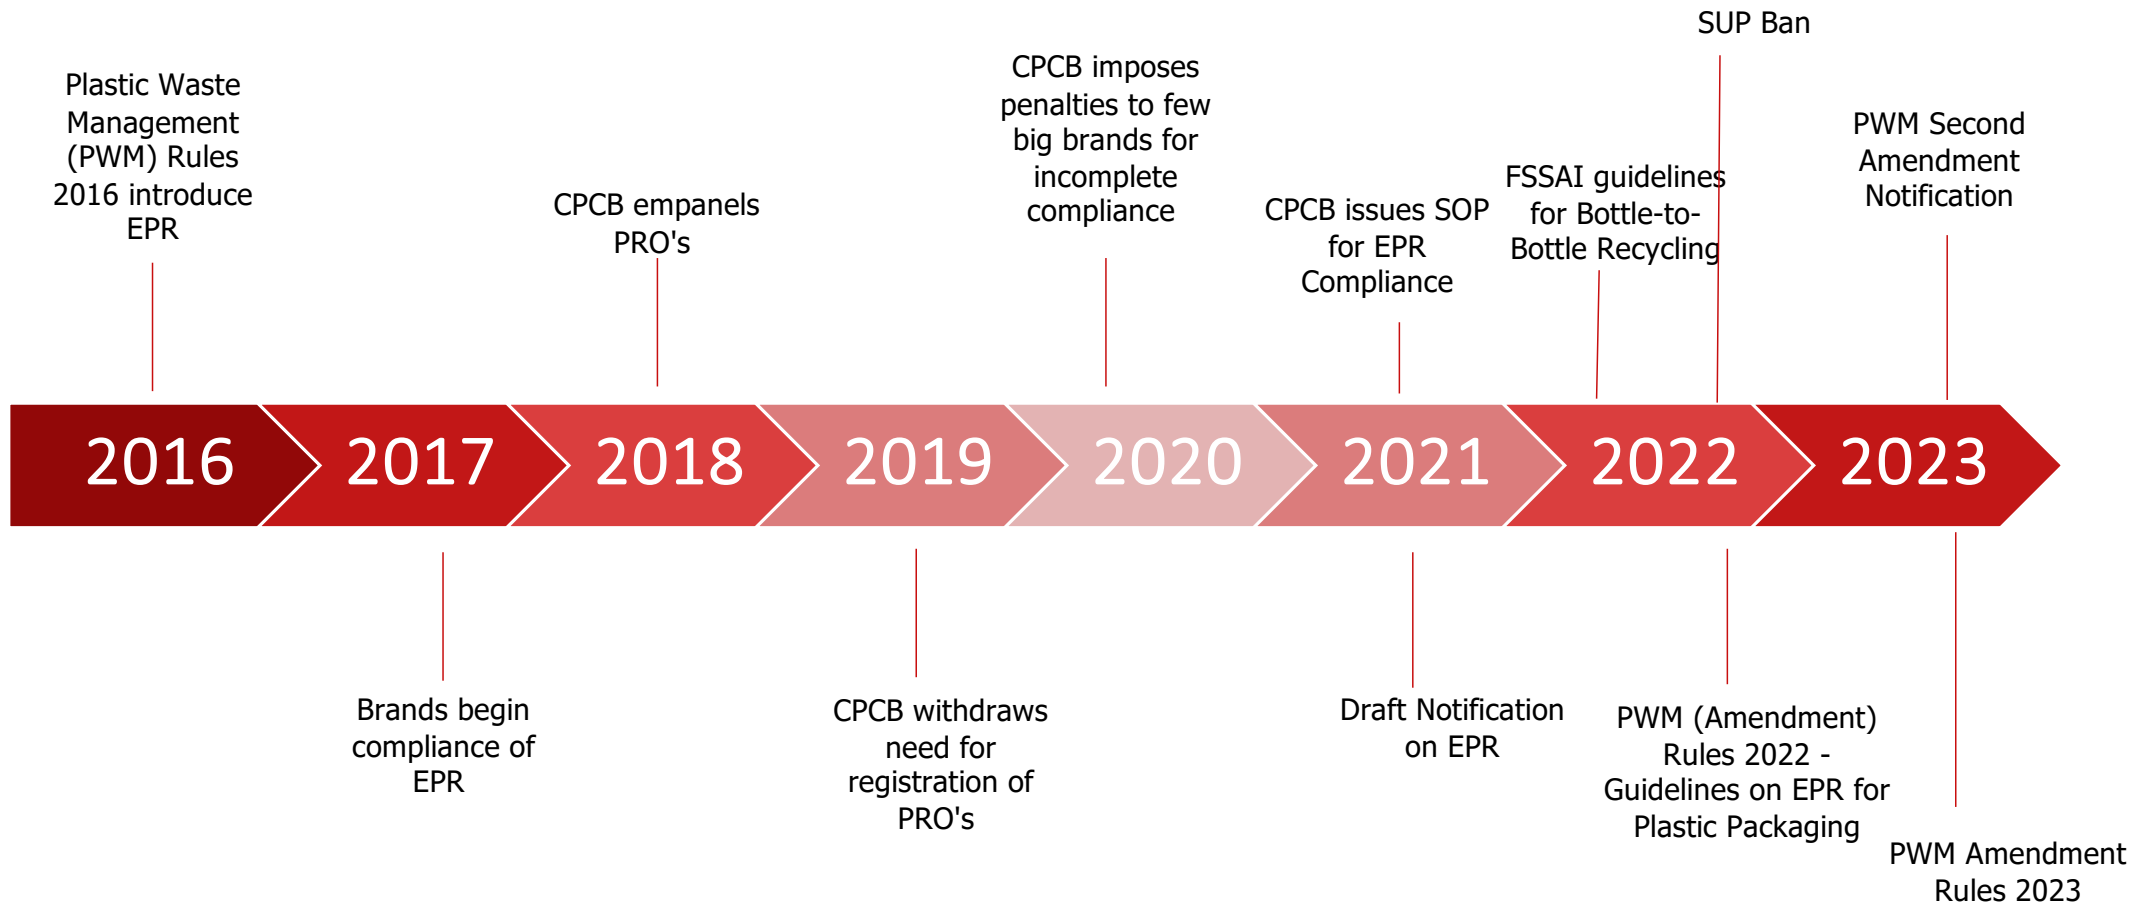 SUP Ban
Plastic Waste
Management
(PWM) Rules
2016 introduce
EPR
CPCB empanels
PRO's
CPCB imposes
penalties to few
big brands for
incomplete
compliance
CPCB issues SOP
for EPR
Compliance
FSSAI guidelines
for Bottle-to-
Bottle Recycling
PWM Second
Amendment
Notification
2016
2017
2018
2019
2020
2021
2022
2023
Brands begin
compliance of
EPR
CPCB withdraws
need for
registration of
PRO's
Draft Notification
on EPR
PWM (Amendment)
Rules 2022 -
Guidelines on EPR for
Plastic Packaging
PWM Amendment
Rules 2023